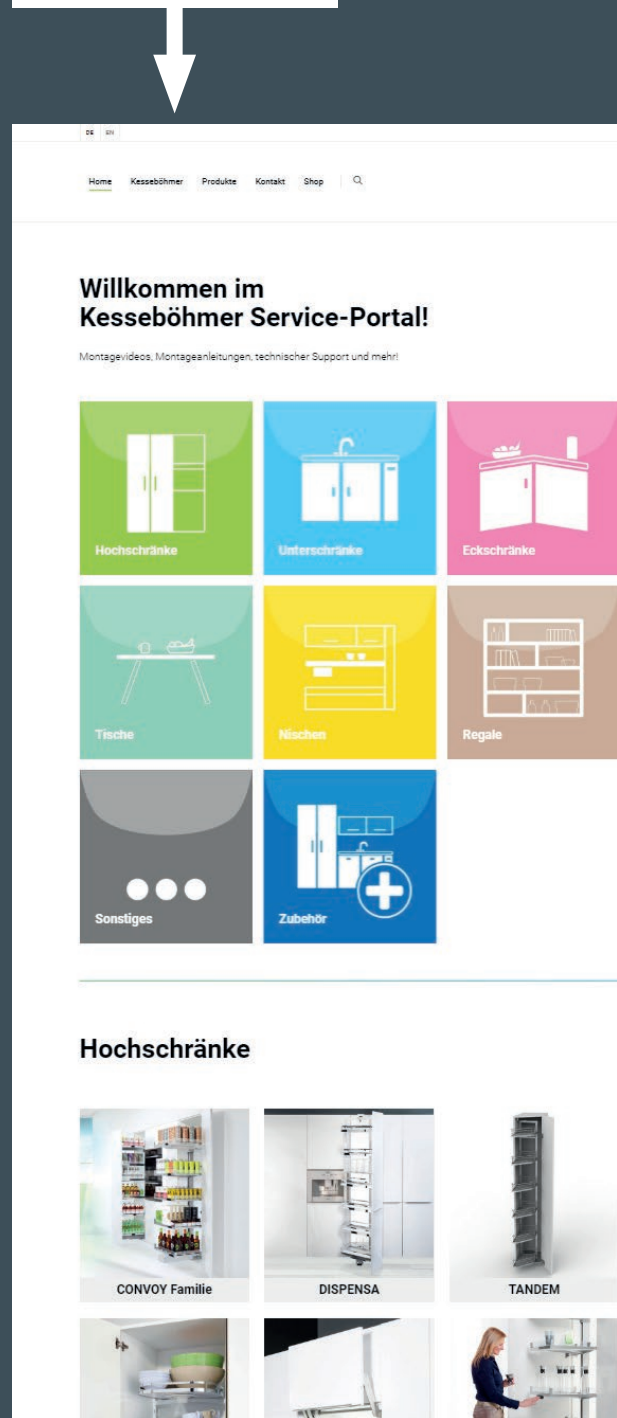 DE EN
Home Kesseböhmer Produkte Kontakt Shop
Willkommen im
Kesseböhmer Service-Portal!
Montagevideos, Montageanleitungen, technischer Support und mehr!
Hochschränke Unterschränke Eckschränke
Tische Nischen Regale
Sonstiges Zubehör
Hochschränke
CONVOY Familie DISPENSA TANDEM